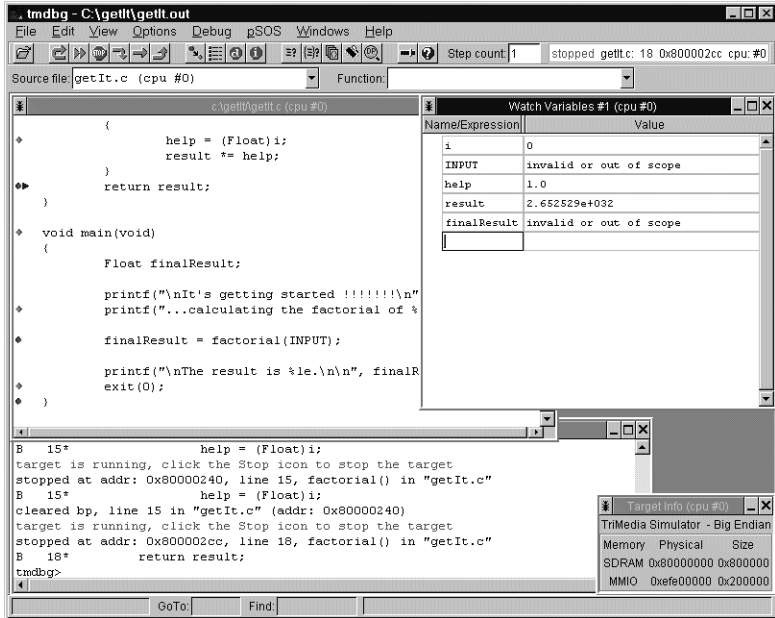 tmdbg - C:\getIt\getIt.out
File Edit View Options Debug pSOS Windows Help
Step count: 1 stopped getIt.c: 18 0x800002cc cpu: #0
Source file: getIt.c (cpu #0) Function:
c:\getIt\getIt.c (cpu #0)
{
help = (Float)i;
result *= help;
}
return result;
}
void main(void)
{
Float finalResult;
printf("\nIt's getting started !!!!!!!\n"
printf("...calculating the factorial of %
finalResult = factorial(INPUT);
printf("\nThe result is %le.\n\n", finalR
exit(0);
}
Watch Variables #1 (cpu #0)
Name/Expression Value
i 0
INPUT invalid or out of scope
help 1.0
result 2.652529e+032
finalResult invalid or out of scope
B 15* help = (Float)i;
target is running, click the Stop icon to stop the target
stopped at addr: 0x80000240, line 15, factorial() in "getIt.c"
B 15* help = (Float)i;
cleared bp, line 15 in "getIt.c" (addr: 0x80000240)
target is running, click the Stop icon to stop the target
stopped at addr: 0x800002cc, line 18, factorial() in "getIt.c"
B 18* return result;
tmdbg>
Target Info (cpu #0)
TriMedia Simulator - Big Endian
Memory Physical Size
SDRAM 0x80000000 0x800000
MMIO 0xefe00000 0x200000
GoTo: Find: